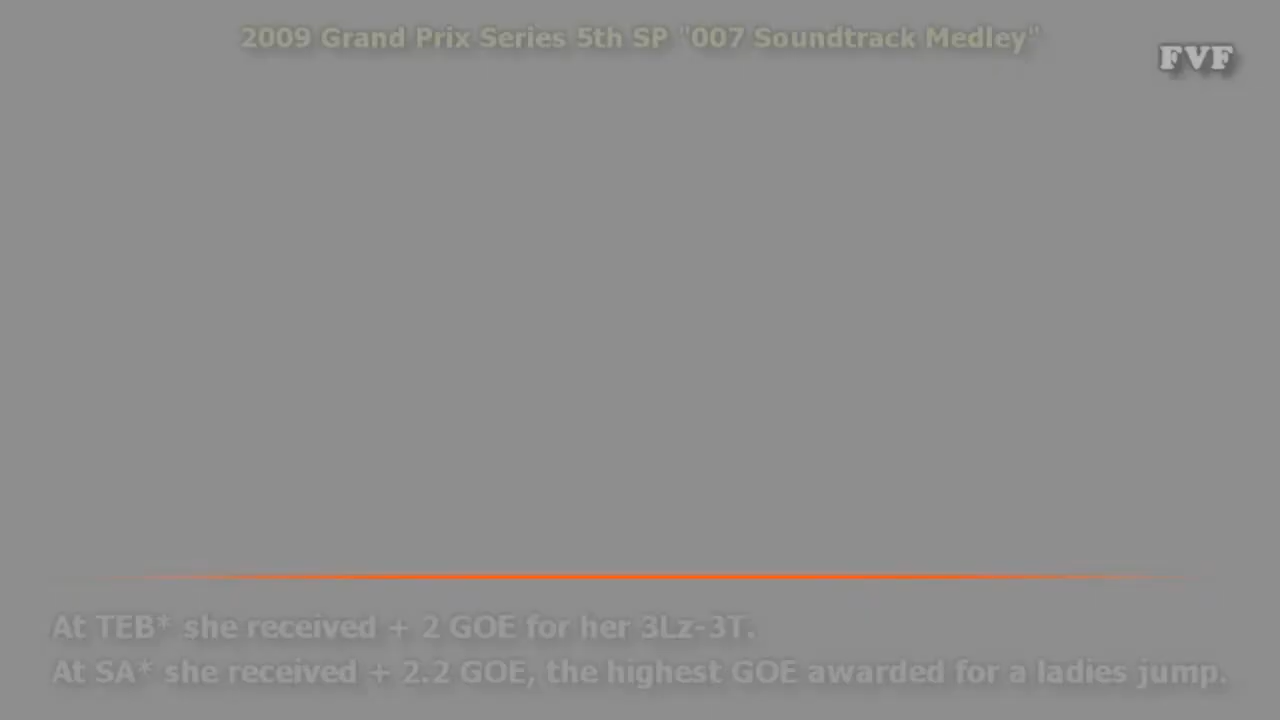 2009 Grand Prix Series 5th SP "007 Soundtrack Medley"
FVF
At TEB* she received + 2 GOE for her 3Lz-3T.
At SA* she received + 2.2 GOE, the highest GOE awarded for a ladies jump.